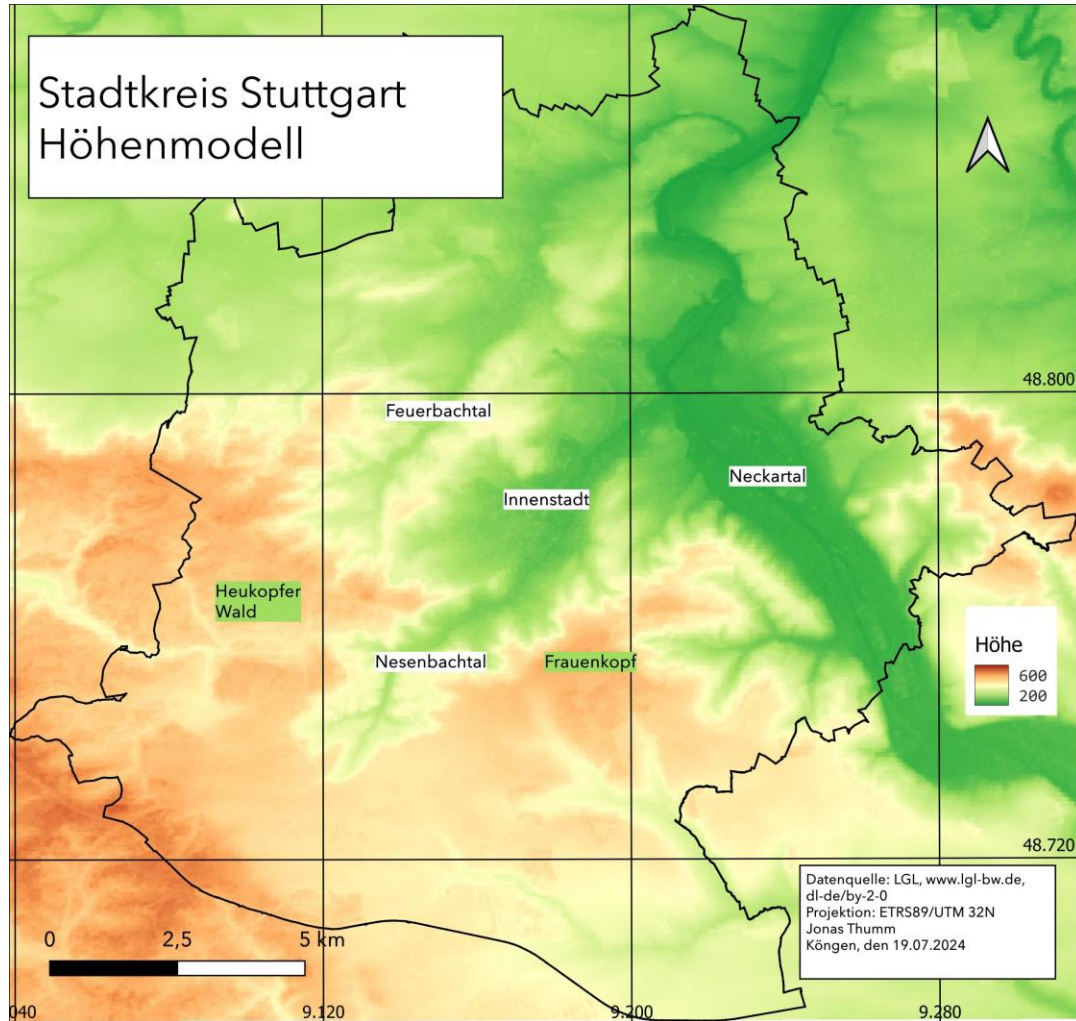 Stadtkreis Stuttgart
Höhenmodell
48.800
Feuerbachtal
Neckartal
Innenstadt
Heukopfer
Wald
Nesenbachtal
Frauenkopf
Höhe
600
200
48.720
Datenquelle: LGL, www.lgl-bw.de,
dl-de/by-2-0
Projektion: ETRS89/UTM 32N
Jonas Thumm
Köngen, den 19.07.2024
0 2,5 5 km
040 9.120 9.200 9.280